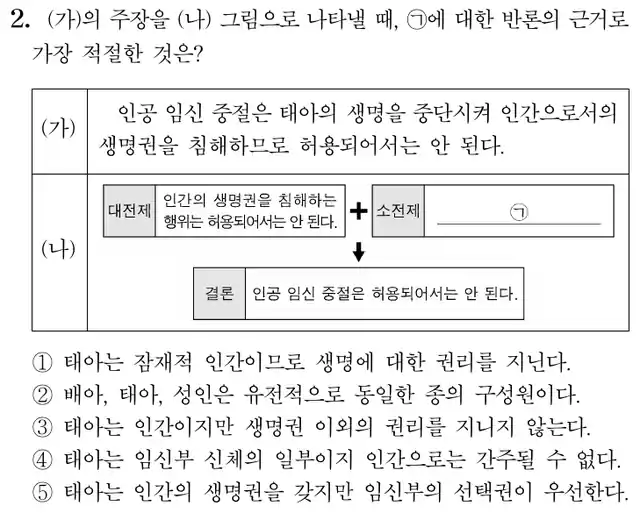 2. (가)의 주장을 (나) 그림으로 나타낼 때, ㉠에 대한 반론의 근거로
가장 적절한 것은?
(가)
인공 임신 중절은 태아의 생명을 중단시켜 인간으로서의
생명권을 침해하므로 허용되어서는 안 된다.
(나)
대전제
인간의 생명권을 침해하는
행위는 허용되어서는 안 된다.
+
소전제
㉠
결론
인공 임신 중절은 허용되어서는 안 된다.
① 태아는 잠재적 인간이므로 생명에 대한 권리를 지닌다.
② 배아, 태아, 성인은 유전적으로 동일한 종의 구성원이다.
③ 태아는 인간이지만 생명권 이외의 권리를 지니지 않는다.
④ 태아는 임신부 신체의 일부이지 인간으로는 간주될 수 없다.
⑤ 태아는 인간의 생명권을 갖지만 임신부의 선택권이 우선한다.